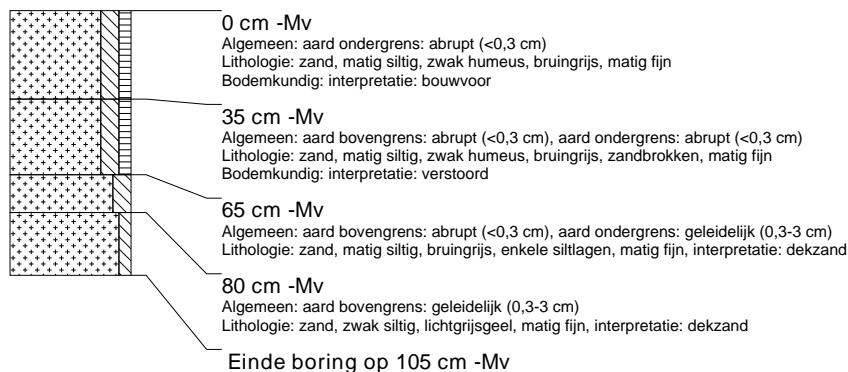 0 cm -Mv
Algemeen: aard ondergrens: abrupt (<0,3 cm)
Lithologie: zand, matig siltig, zwak humeus, bruingrijs, matig fijn
Bodemkundig: interpretatie: bouwvoor
35 cm -Mv
Algemeen: aard bovengrens: abrupt (<0,3 cm), aard ondergrens: abrupt (<0,3 cm)
Lithologie: zand, matig siltig, zwak humeus, bruingrijs, zandbrokken, matig fijn
Bodemkundig: interpretatie: verstoord
65 cm -Mv
Algemeen: aard bovengrens: abrupt (<0,3 cm), aard ondergrens: geleidelijk (0,3-3 cm)
Lithologie: zand, matig siltig, bruingrijs, enkele siltlagen, matig fijn, interpretatie: dekzand
80 cm -Mv
Algemeen: aard bovengrens: geleidelijk (0,3-3 cm)
Lithologie: zand, zwak siltig, lichtgrijsgeel, matig fijn, interpretatie: dekzand
Einde boring op 105 cm -Mv